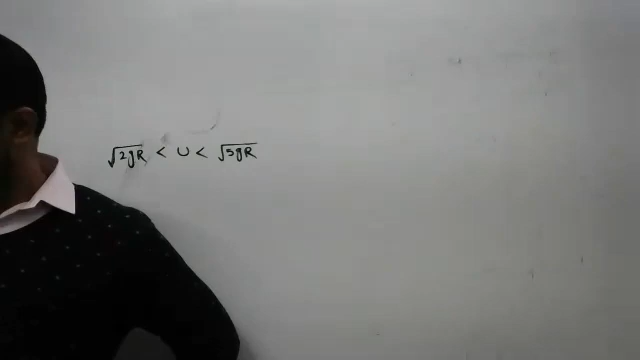 √2gR < U < √5gR